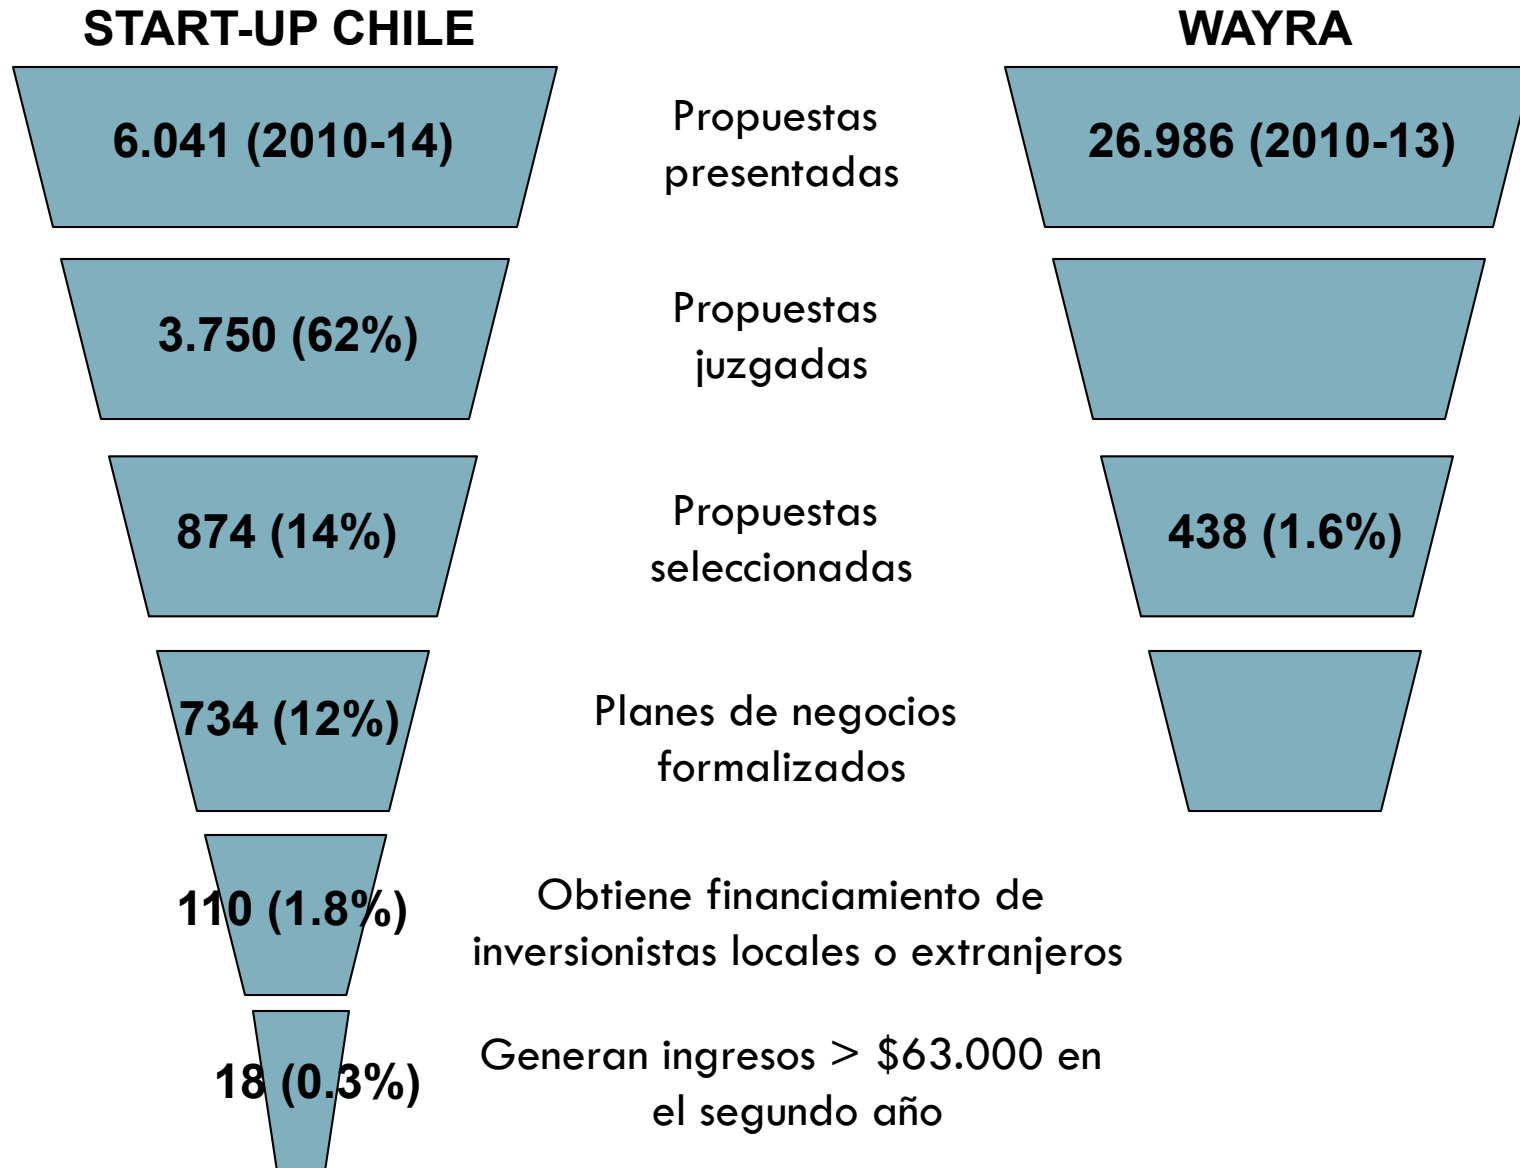 START-UP CHILE
WAYRA
6.041 (2010-14)
Propuestas
presentadas
26.986 (2010-13)
3.750 (62%)
Propuestas
juzgadas
874 (14%)
Propuestas
seleccionadas
438 (1.6%)
734 (12%)
Planes de negocios
formalizados
110 (1.8%)
Obtiene financiamiento de
inversionistas locales o extranjeros
18 (0.3%)
Generan ingresos > $63.000 en
el segundo año